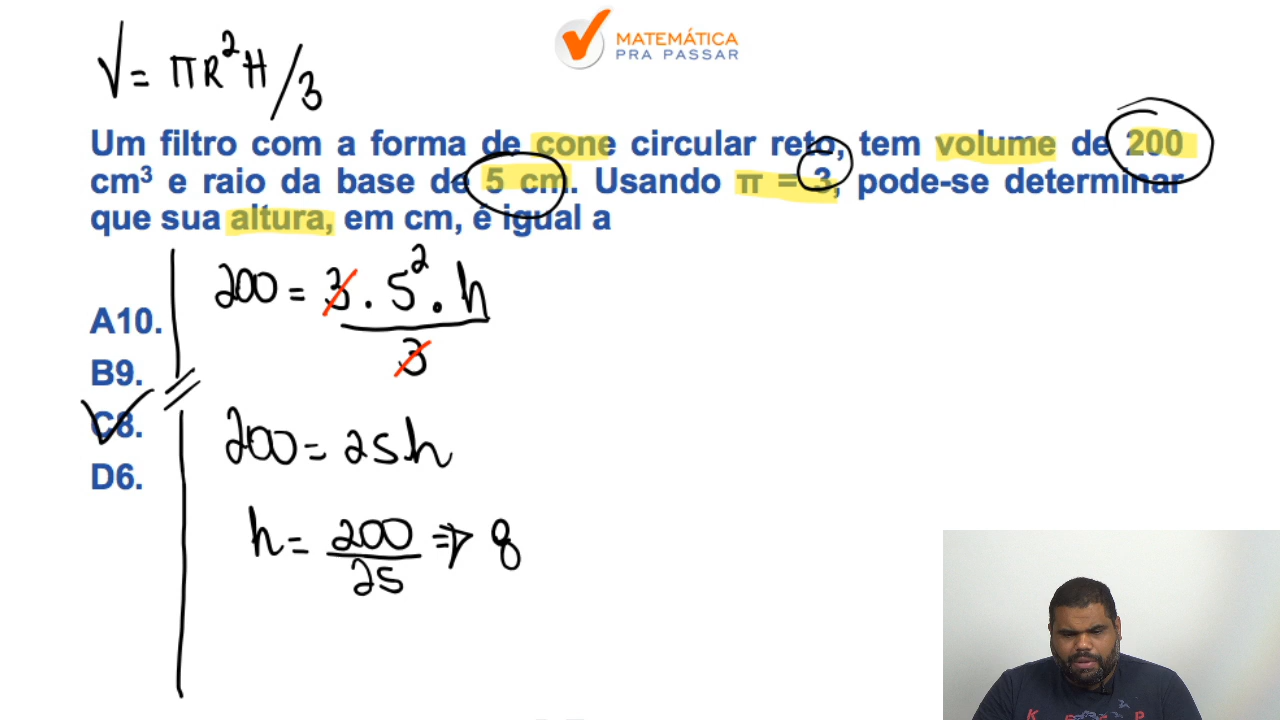 V= πR²H/3
MATEMÁTICA
PRA PASSAR
Um filtro com a forma de cone circular reto, tem volume de 200
cm³ e raio da base de 5 cm. Usando π = 3, pode-se determinar
que sua altura, em cm, é igual a
200 = 3 . 5² . h
3
A10.
B9.
C8.
D6.
200 = 25h
h = 200 ⇒ 8
25